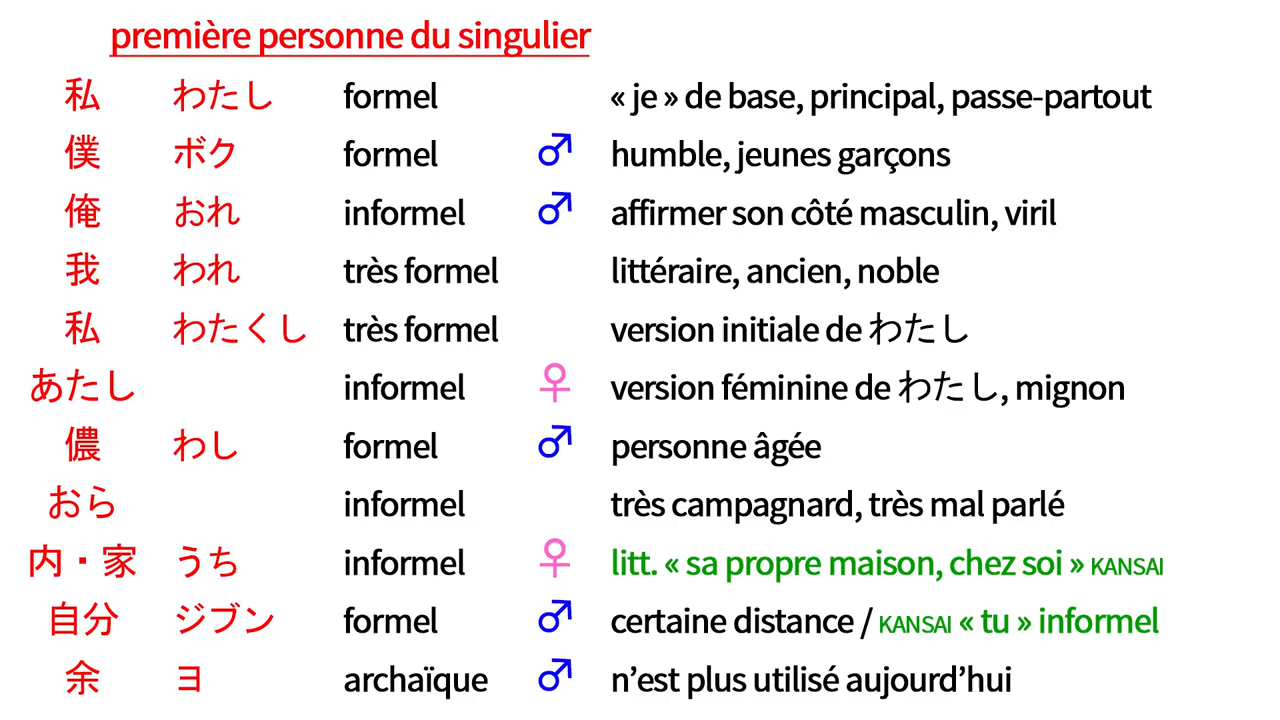 première personne du singulier
私 わたし formel « je » de base, principal, passe-partout
僕 ボク formel ♂ humble, jeunes garçons
俺 おれ informel ♂ affirmer son côté masculin, viril
我 われ très formel littéraire, ancien, noble
私 わたくし très formel version initiale de わたし
あたし informel ♀ version féminine de わたし, mignon
儂 わし formel ♂ personne âgée
おら informel très campagnard, très mal parlé
内・家 うち informel ♀ litt. « sa propre maison, chez soi » KANSAI
自分 ジブン formel ♂ certaine distance / KANSAI « tu » informel
余 ヨ archaïque ♂ n’est plus utilisé aujourd’hui